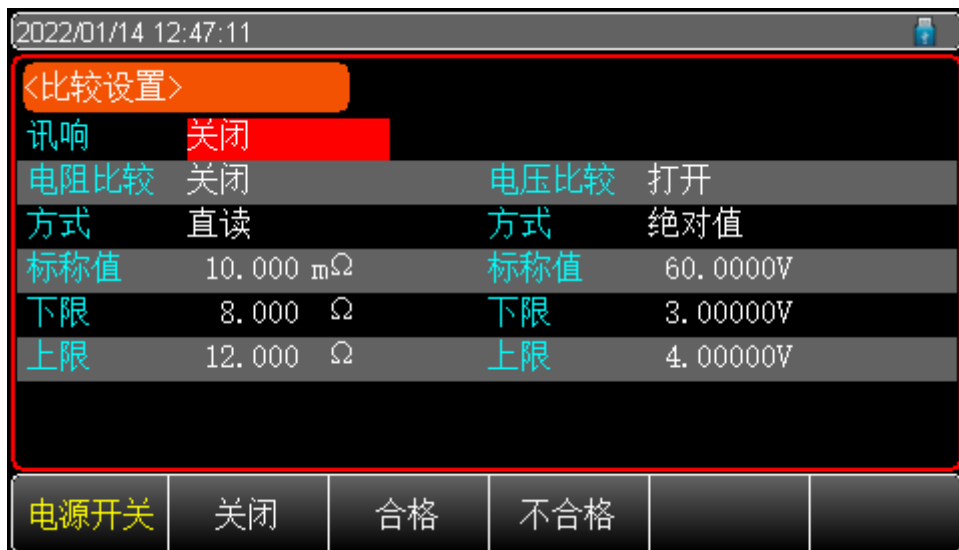 2022/01/14 12:47:11
<比较设置>
讯响 关闭
电阻比较 关闭 电压比较 打开
方式 直读 方式 绝对值
标称值 10.000 mΩ 标称值 60.0000V
下限 8.000 Ω 下限 3.00000V
上限 12.000 Ω 上限 4.00000V
电源开关 关闭 合格 不合格